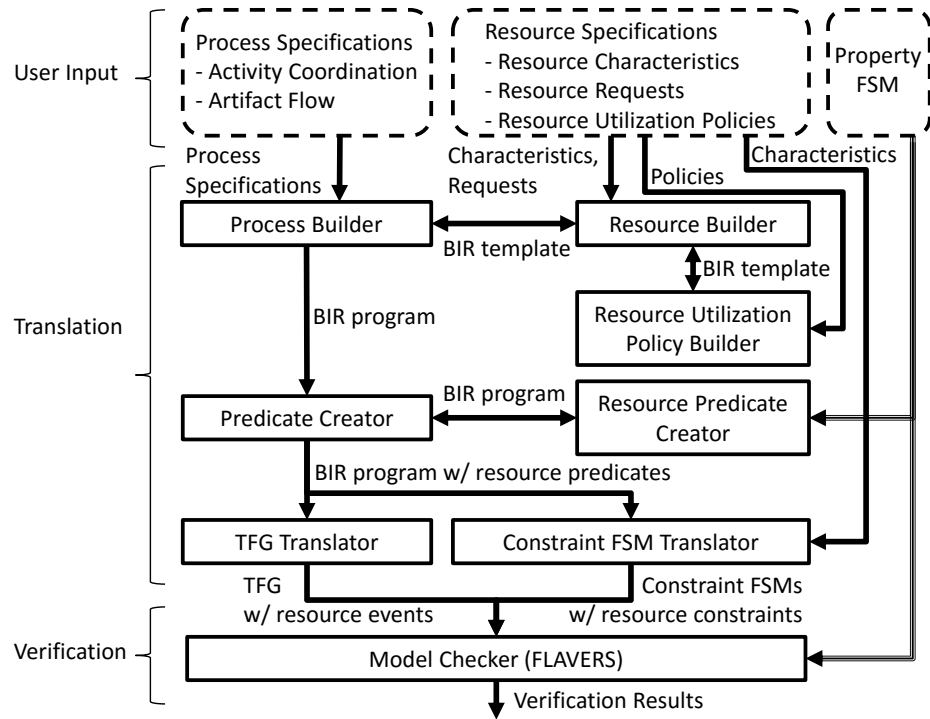 User Input
Process Specifications
- Activity Coordination
- Artifact Flow
Resource Specifications
- Resource Characteristics
- Resource Requests
- Resource Utilization Policies
Property
FSM
Process
Specifications
Characteristics,
Requests
Policies
Characteristics
Translation
Process Builder
BIR template
Resource Builder
BIR template
BIR program
Resource Utilization
Policy Builder
Predicate Creator
BIR program
Resource Predicate
Creator
BIR program w/ resource predicates
TFG Translator
Constraint FSM Translator
TFG
w/ resource events
Constraint FSMs
w/ resource constraints
Verification
Model Checker (FLAVERS)
Verification Results